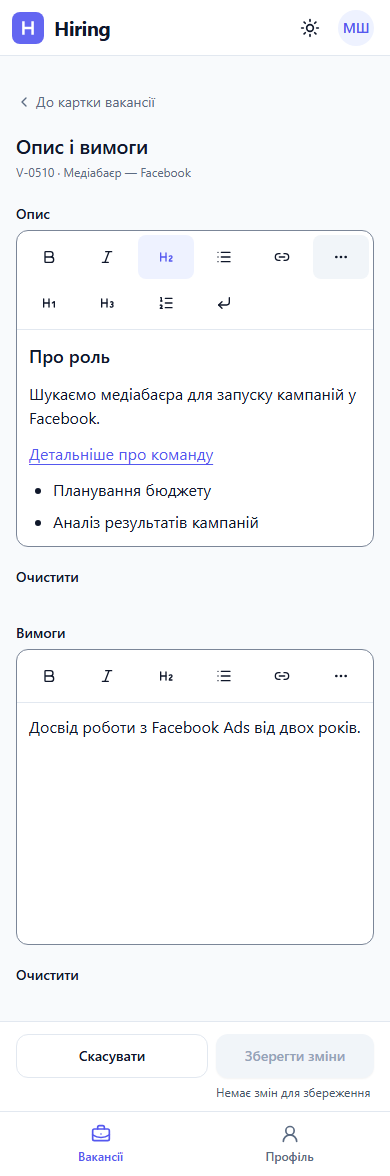 H Hiring МШ
До картки вакансії
Опис і вимоги
V-0510 · Медіабаєр — Facebook
Опис
B I H2 ...
H1 H3
Про роль
Шукаємо медіабаєра для запуску кампаній у
Facebook.
Детальніше про команду
• Планування бюджету
• Аналіз результатів кампаній
Очистити
Вимоги
B I H2 ...
Досвід роботи з Facebook Ads від двох років.
Очистити
Скасувати Зберегти зміни
Немає змін для збереження
Вакансії Профіль